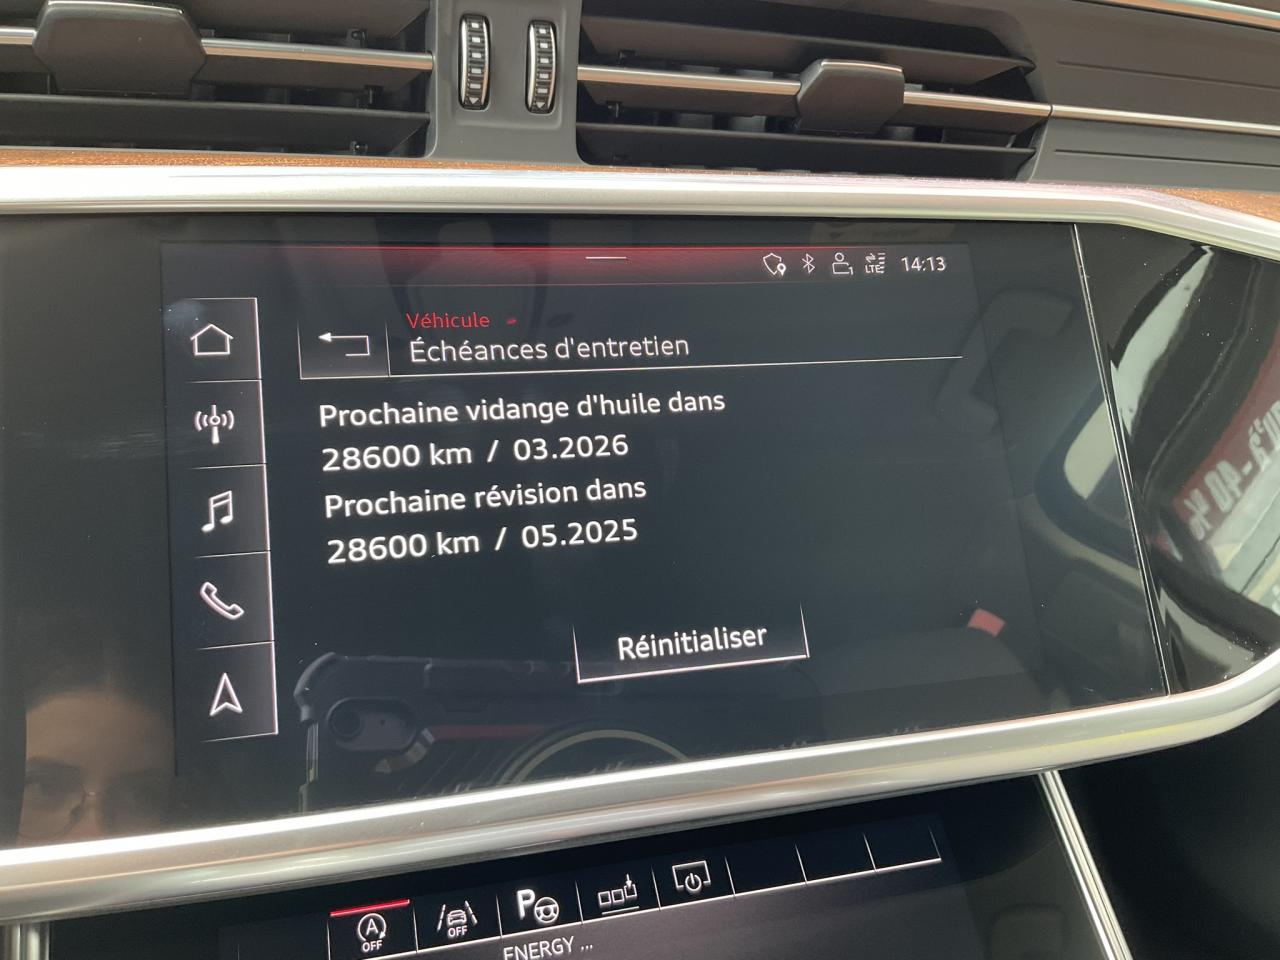 LTE 14:13
Véhicule
Échéances d'entretien
Prochaine vidange d'huile dans
28600 km / 03.2026
Prochaine révision dans
28600 km / 05.2025
Réinitialiser
A
OFF
OFF
P
ENERGY ...